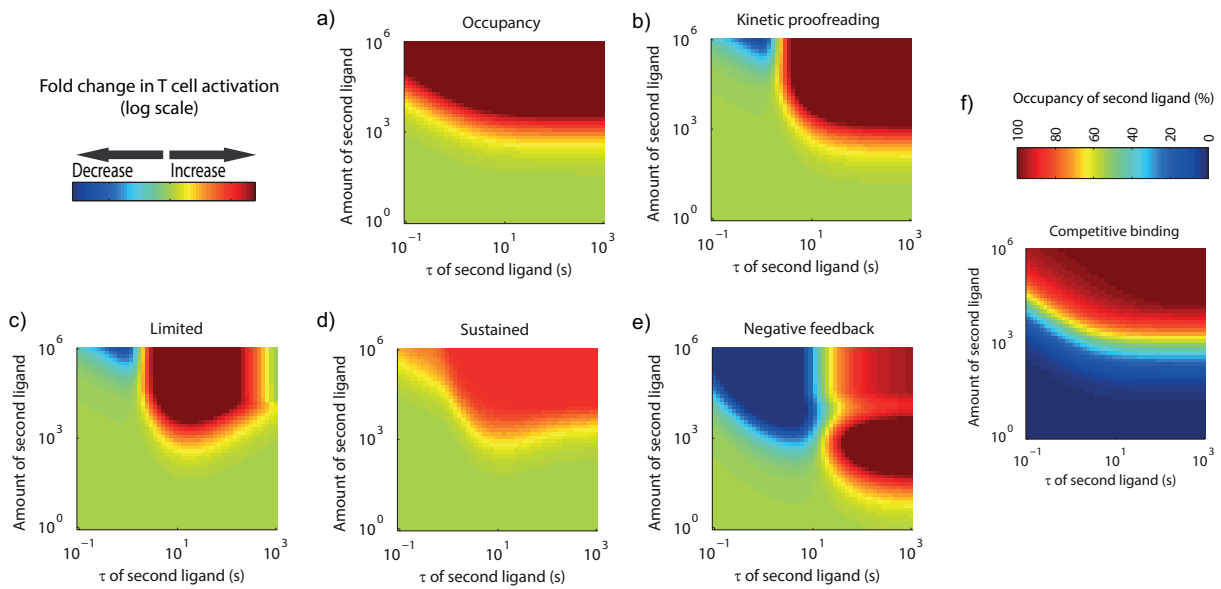 Fold change in T cell activation
(log scale)
Decrease Increase
a)
Occupancy
Amount of second ligand
10^6
10^3
10^0
10^−1 10^1 10^3
τ of second ligand (s)
b)
Kinetic proofreading
Amount of second ligand
10^6
10^3
10^0
10^−1 10^1 10^3
τ of second ligand (s)
f)
Occupancy of second ligand (%)
100 80 60 40 20 0
Competitive binding
Amount of second ligand
10^6
10^3
10^0
10^−1 10^1 10^3
τ of second ligand (s)
c)
Limited
Amount of second ligand
10^6
10^3
10^0
10^−1 10^1 10^3
τ of second ligand (s)
d)
Sustained
Amount of second ligand
10^6
10^3
10^0
10^−1 10^1 10^3
τ of second ligand (s)
e)
Negative feedback
Amount of second ligand
10^6
10^3
10^0
10^−1 10^1 10^3
τ of second ligand (s)